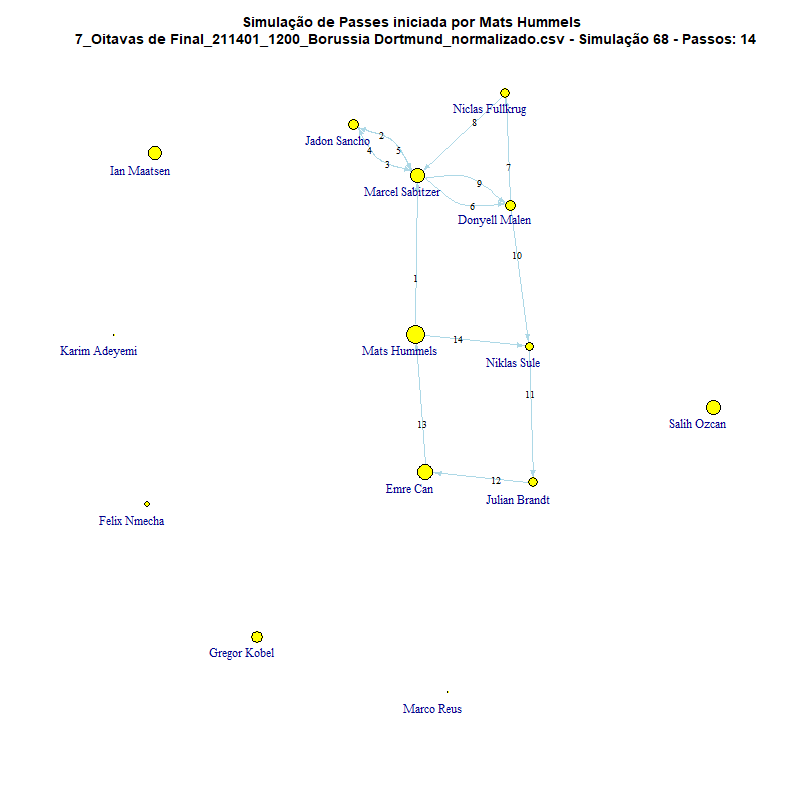 Simulação de Passes iniciada por Mats Hummels
7_Oitavas de Final_211401_1200_Borussia Dortmund_normalizado.csv - Simulação 68 - Passos: 14
Niclas Fullkrug
8
2
Jadon Sancho
5
4
3
7
Ian Maatsen
9
Marcel Sabitzer
6
Donyell Malen
10
1
14
Karim Adeyemi
Mats Hummels
Niklas Sule
11
Salih Ozcan
13
12
Emre Can
Julian Brandt
Felix Nmecha
Gregor Kobel
Marco Reus